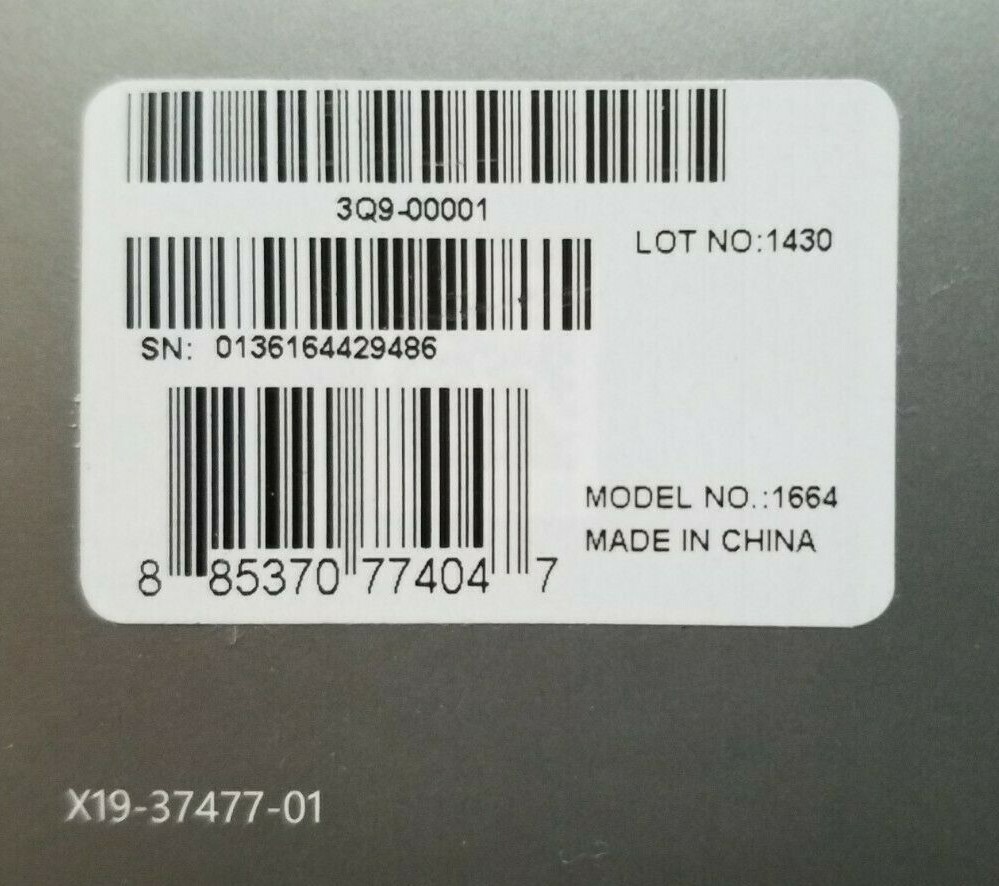 3Q9-00001
LOT NO:1430
SN: 0136164429486
MODEL NO.:1664
MADE IN CHINA
8 85370 77404 7
X19-37477-01